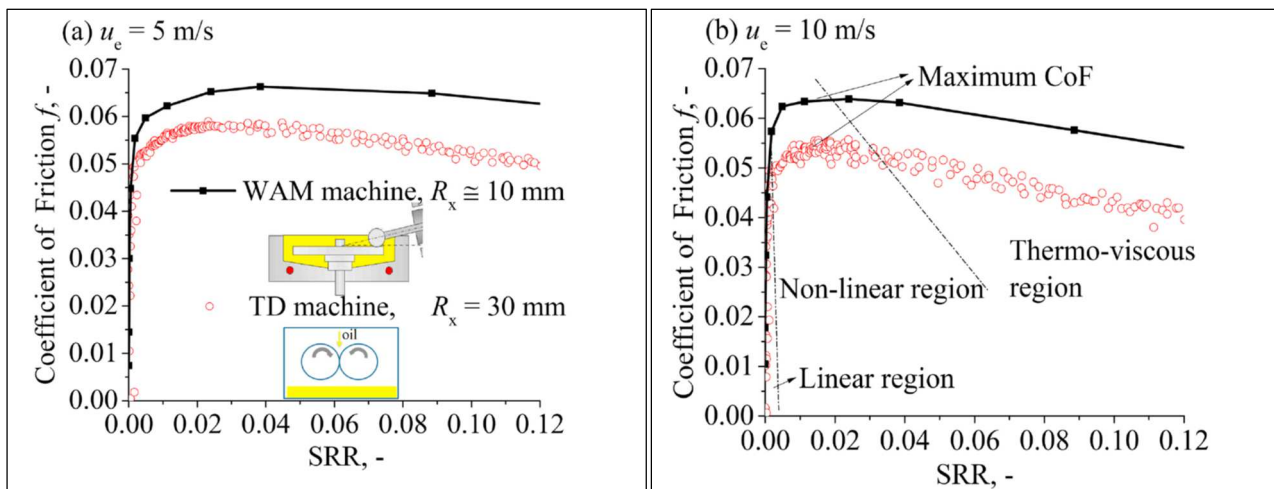 (a) uₑ = 5 m/s
0.07
0.06
0.05
0.04
0.03
0.02
0.01
0.00
Coefficient of Friction f, -
WAM machine, Rₓ ≅ 10 mm
TD machine, Rₓ = 30 mm
oil
0.00 0.02 0.04 0.06 0.08 0.10 0.12
SRR, -
(b) uₑ = 10 m/s
0.07
0.06
0.05
0.04
0.03
0.02
0.01
0.00
Coefficient of Friction f, -
Maximum CoF
Thermo-viscous
Non-linear region
region
Linear region
0.00 0.02 0.04 0.06 0.08 0.10 0.12
SRR, -